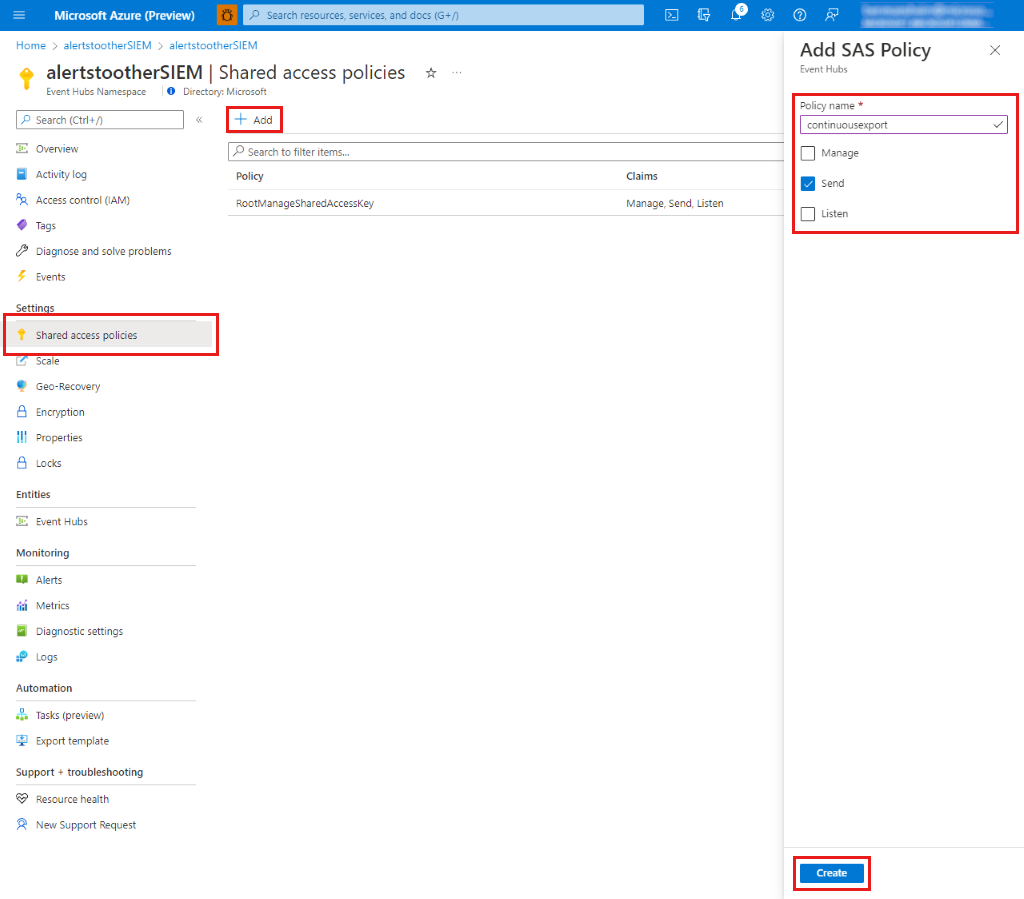 Microsoft Azure (Preview)
Search resources, services, and docs (G+/)
6
Home > alertstootherSIEM > alertstootherSIEM
alertstootherSIEM | Shared access policies
Event Hubs Namespace
Directory: Microsoft
Search (Ctrl+/)
«
Overview
Activity log
Access control (IAM)
Tags
Diagnose and solve problems
Events
Settings
Shared access policies
Scale
Geo-Recovery
Encryption
Properties
Locks
Entities
Event Hubs
Monitoring
Alerts
Metrics
Diagnostic settings
Logs
Automation
Tasks (preview)
Export template
Support + troubleshooting
Resource health
New Support Request
+ Add
Search to filter items...
Policy Claims
RootManageSharedAccessKey Manage, Send, Listen
Add SAS Policy
Event Hubs
Policy name *
continuousexport
Manage
Send
Listen
Create